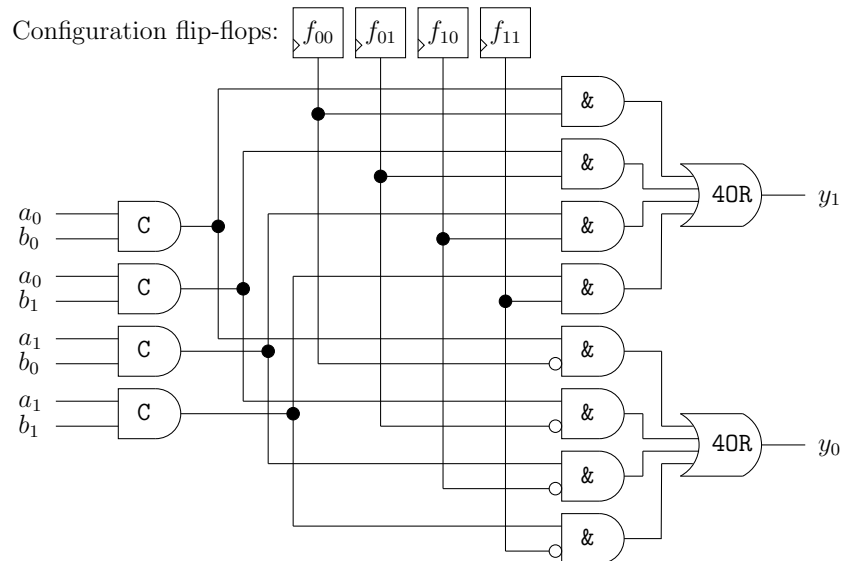 Configuration flip-flops: f₀₀ f₀₁ f₁₀ f₁₁
&
&
4OR y₁
a₀
b₀
C
&
a₀
b₁
C
&
a₁
b₀
C
&
a₁
b₁
C
&
4OR y₀
&
&